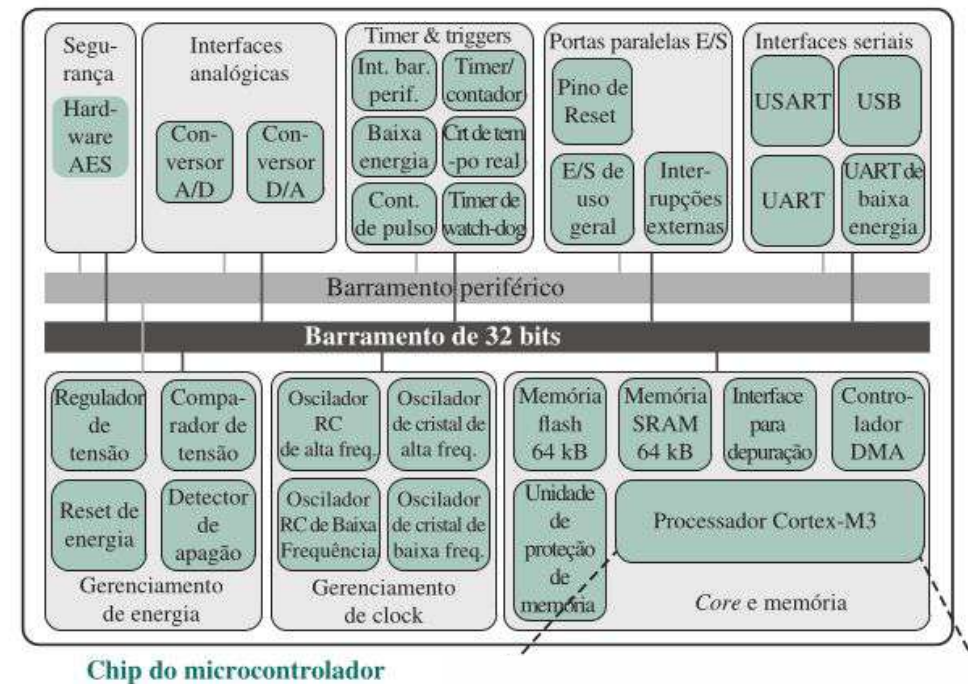 Segu-
rança
Hard-
ware
AES
Interfaces
analógicas
Con-
versor
A/D
Con-
versor
D/A
Timer & triggers
Int. bar.
perif.
Timer/
contador
Baixa
energia
Crt de tem
-po real
Cont.
de pulso
Timer de
watch-dog
Portas paralelas E/S
Pino de
Reset
E/S de
uso
geral
Inter-
rupções
externas
Interfaces seriais
USART
USB
UART
UART de
baixa
energia
Barramento periférico
Barramento de 32 bits
Regulador
de
tensão
Compa-
rador de
tensão
Reset de
energia
Detector
de
apagão
Gerenciamento
de energia
Oscilador
RC
de alta freq.
Oscilador
de cristal de
alta freq.
Oscilador
RC de Baixa
Frequência
Oscilador
de cristal de
baixa freq.
Gerenciamento
de clock
Memória
flash
64 kB
Memória
SRAM
64 kB
Interface
para
depuração
Contro-
lador
DMA
Unidade
de
proteção
de
memória
Processador Cortex-M3
Core e memória
Chip do microcontrolador